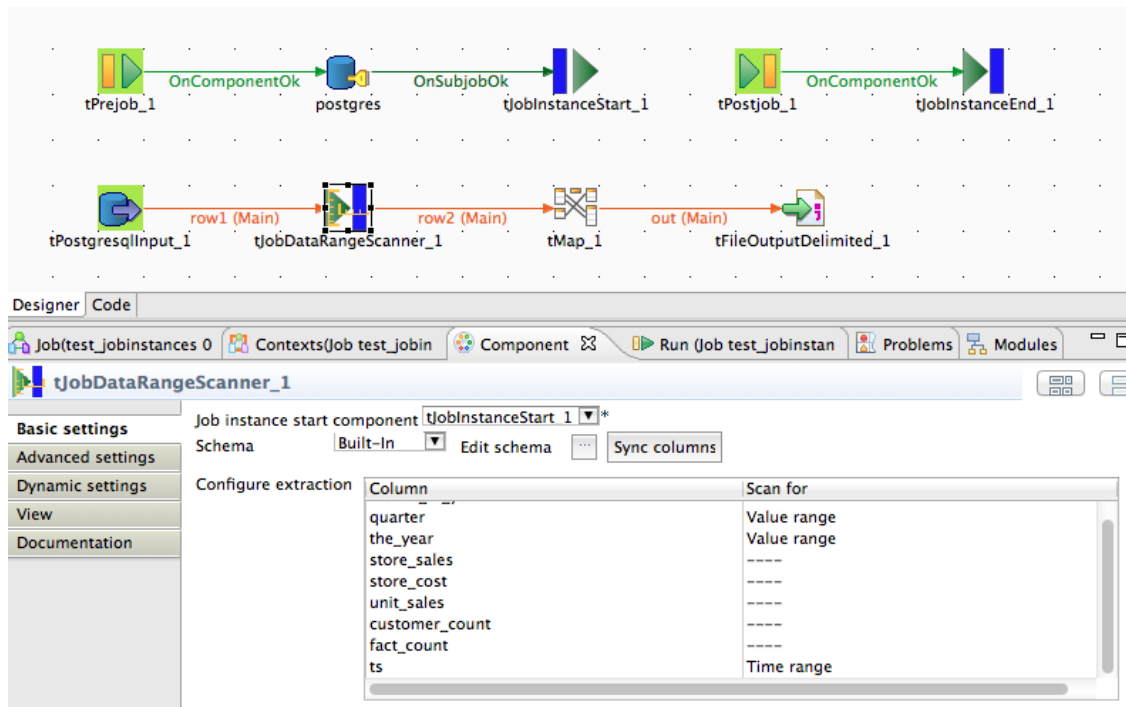 OnComponentOk OnSubjobOk OnComponentOk
tPrejob_1 postgres tJobInstanceStart_1 tPostjob_1 tJobInstanceEnd_1
row1 (Main) row2 (Main) out (Main)
tPostgresqlInput_1 tJobDataRangeScanner_1 tMap_1 tFileOutputDelimited_1
Designer Code
Job(test_jobinstances 0 Contexts(Job test_jobin Component Run (Job test_jobinstan Problems Modules
tJobDataRangeScanner_1
Basic settings
Advanced settings
Dynamic settings
View
Documentation
Job instance start component tJobInstanceStart_1 *
Schema Built-In Edit schema ... Sync columns
Configure extraction
Column Scan for
quarter Value range
the_year Value range
store_sales ----
store_cost ----
unit_sales ----
customer_count ----
fact_count ----
ts Time range